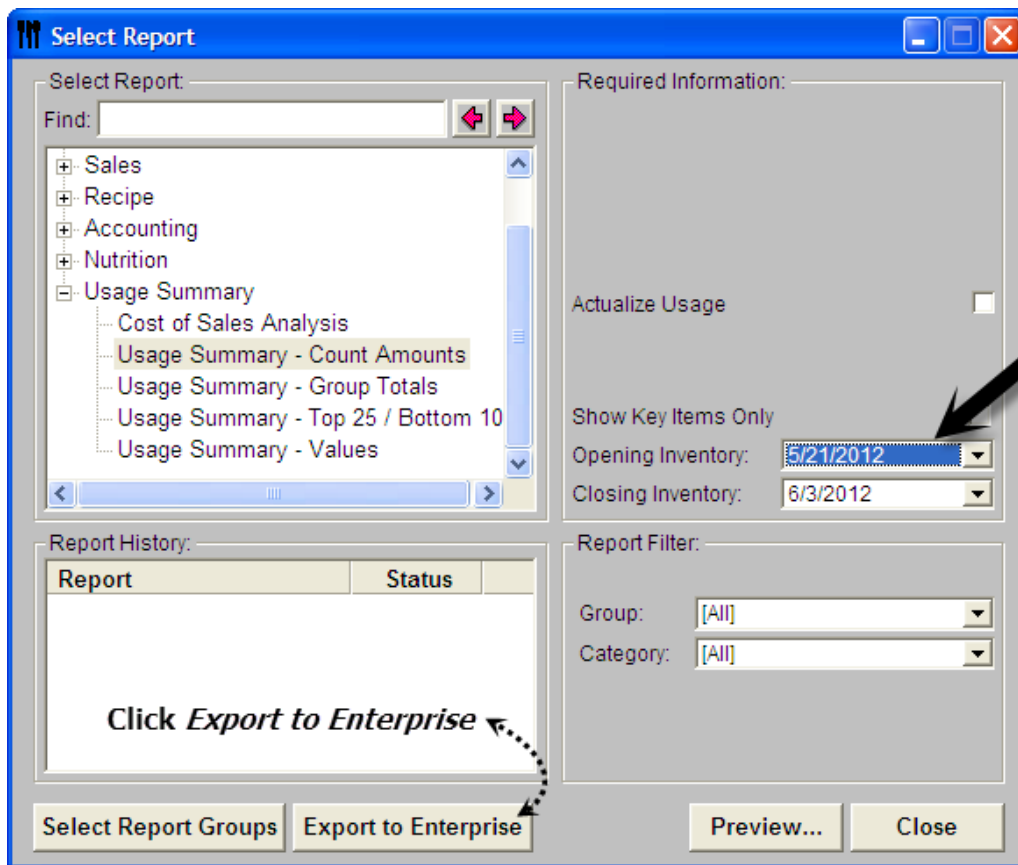 Select Report
Select Report:
Find:
Sales
Recipe
Accounting
Nutrition
Usage Summary
Cost of Sales Analysis
Usage Summary - Count Amounts
Usage Summary - Group Totals
Usage Summary - Top 25 / Bottom 10
Usage Summary - Values
Required Information:
Actualize Usage
Show Key Items Only
Opening Inventory: 5/21/2012
Closing Inventory: 6/3/2012
Report History:
Report Status
Click Export to Enterprise
Report Filter:
Group: [All]
Category: [All]
Select Report Groups Export to Enterprise Preview... Close